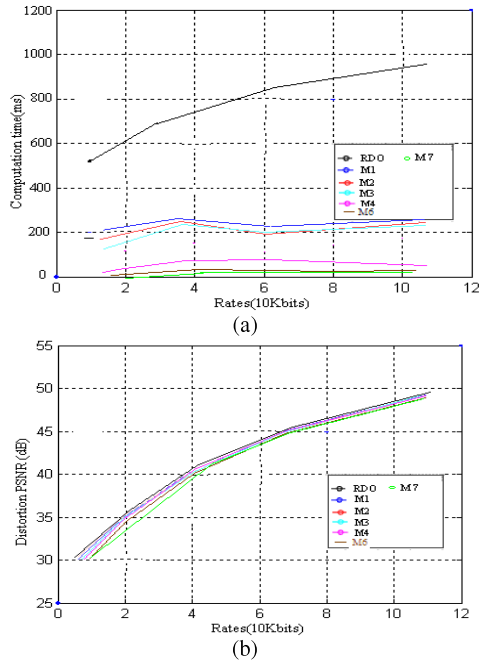 1200
1000
800
600
400
200
0
Computation time(ms)
RDO
M7
M1
M2
M3
M4
M6
0
2
4
6
8
10
12
Rates(10Kbits)
(a)
55
50
45
40
35
30
25
Distortion PSNR (dB)
RDO
M7
M1
M2
M3
M4
M6
0
2
4
6
8
10
12
Rates(10Kbits)
(b)